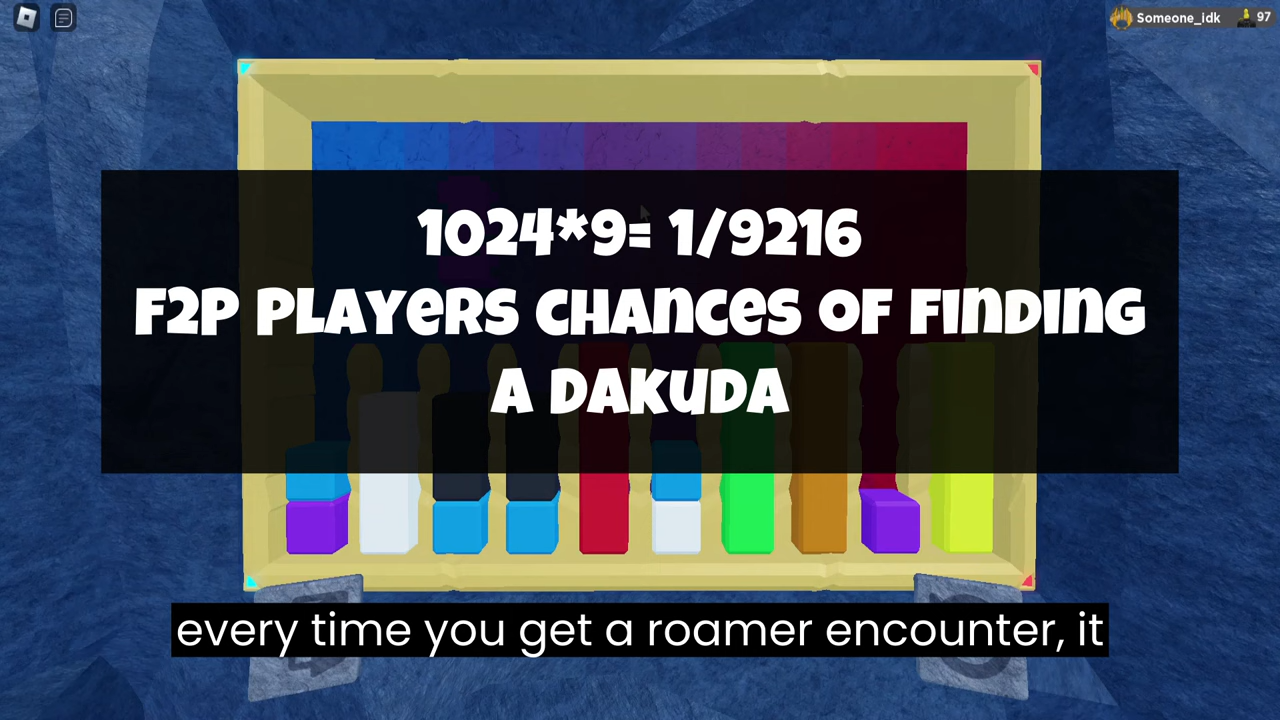 Someone_idk
97
1024*9= 1/9216
F2P PLAYERS CHANCES OF FINDING
A DAKUDA
every time you get a roamer encounter, it